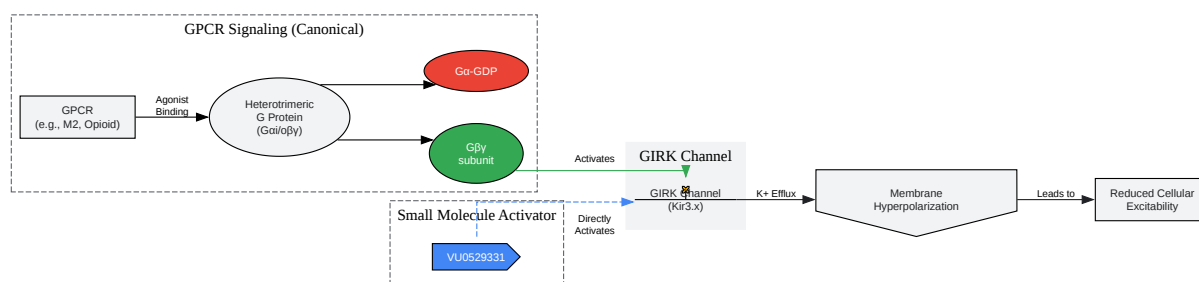 GPCR Signaling (Canonical)
GPCR
(e.g., M2, Opioid)
Agonist
Binding
Heterotrimeric
G Protein
(Gαi/oβγ)
Gα-GDP
Gβγ
subunit
Activates
GIRK Channel
GIRK Channel
(Kir3.x)
Small Molecule Activator
VU0529331
Directly
Activates
K+ Efflux
Membrane
Hyperpolarization
Leads to
Reduced Cellular
Excitability